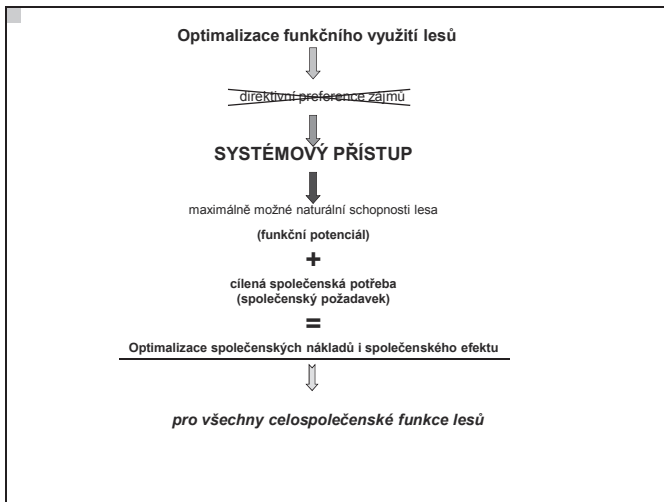 Optimalizace funkčního využití lesů
direktivní preference zájmů
SYSTÉMOVÝ PŘÍSTUP
maximálně možné naturální schopnosti lesa
(funkční potenciál)
+
cílená společenská potřeba
(společenský požadavek)
=
Optimalizace společenských nákladů i společenského efektu
pro všechny celospolečenské funkce lesů